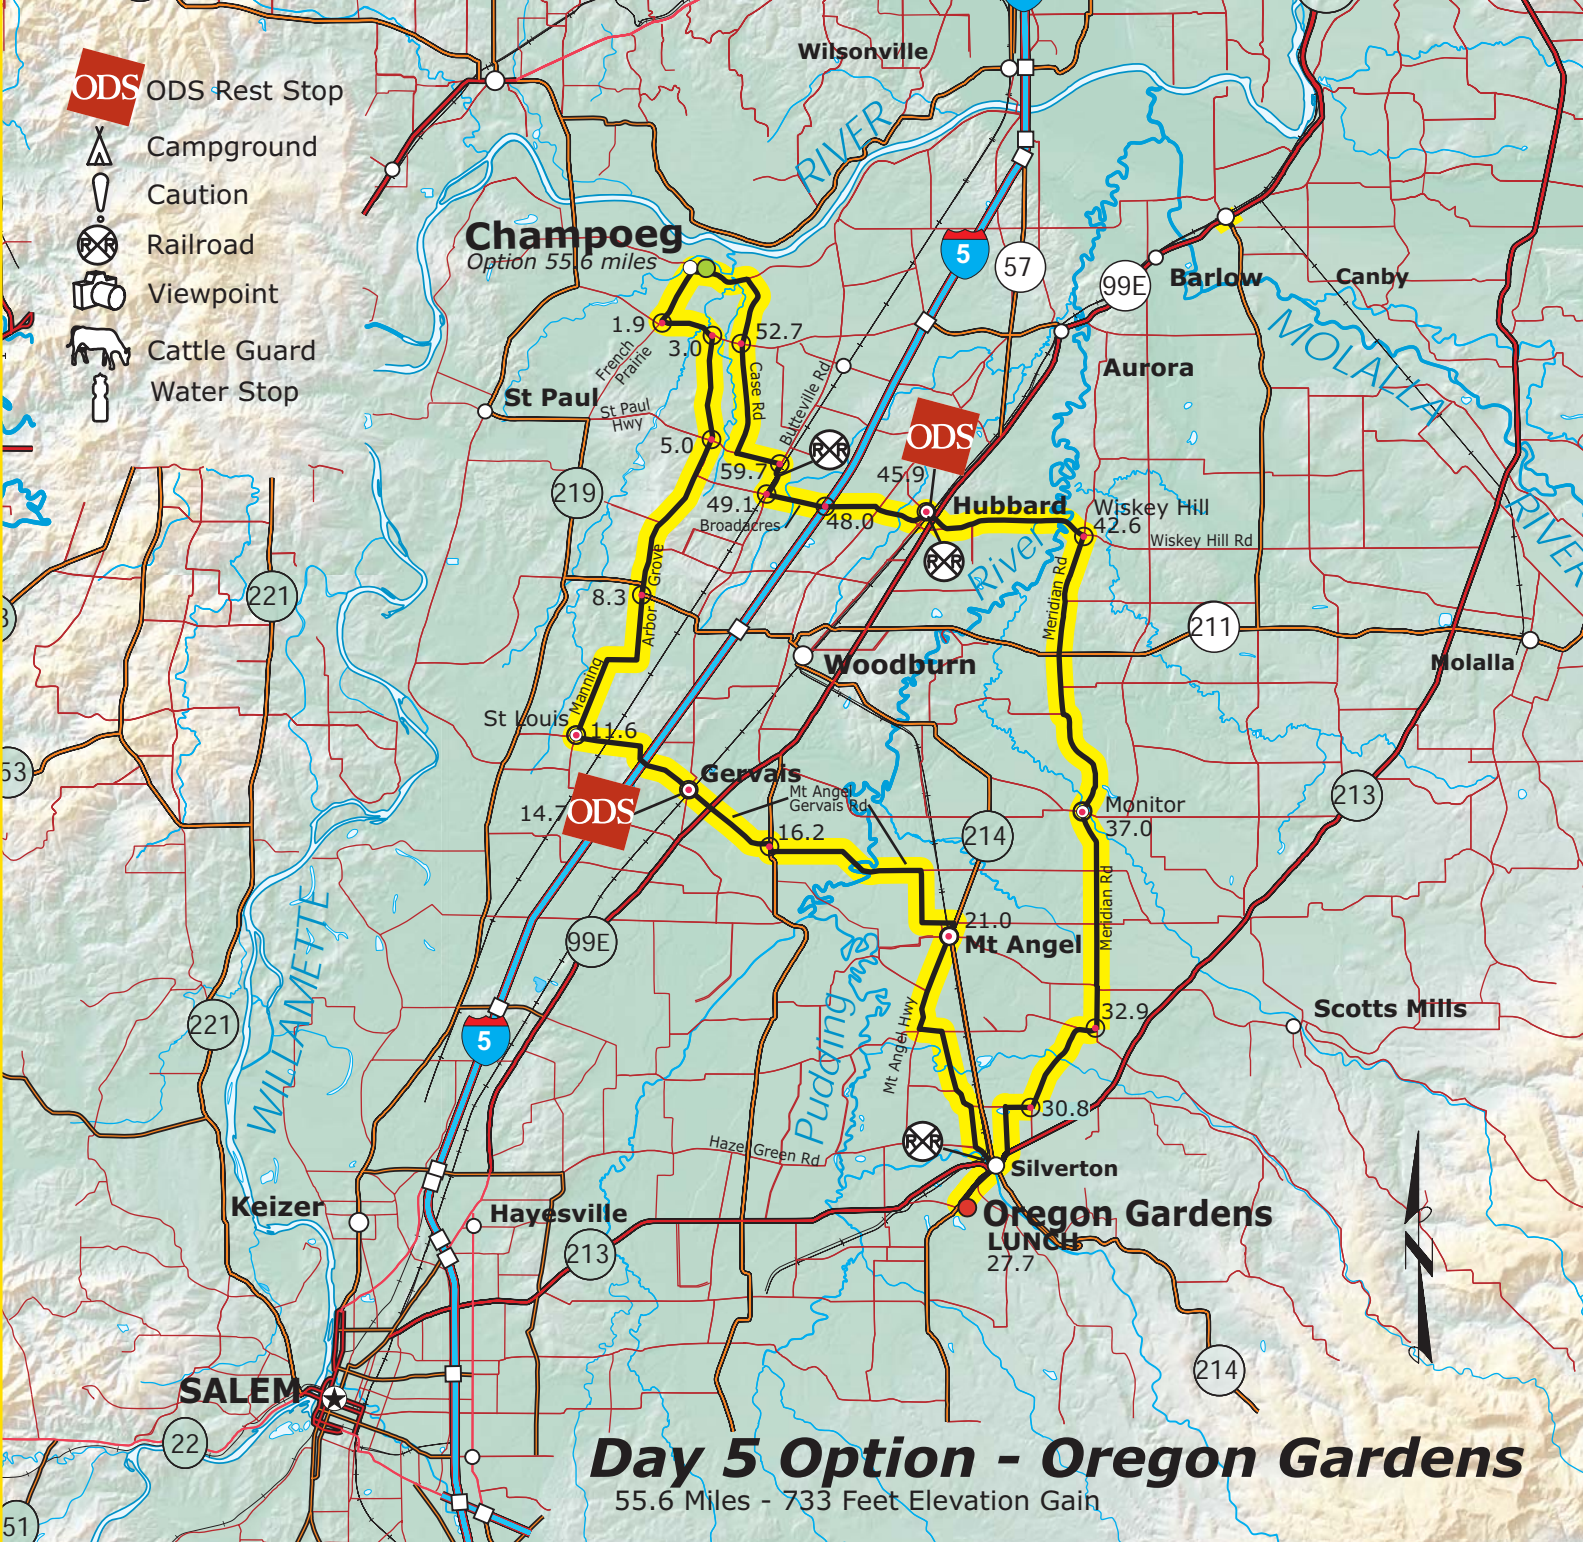 ODS
ODS Rest Stop
Campground
Caution
RR
Railroad
Viewpoint
Cattle Guard
Water Stop
Wilsonville
RIVER
Champoeg
Option 55.6 miles
5
57
99E
Barlow
Canby
MOLALLA
RIVER
Aurora
1.9
3.0
52.7
French
Prairie
Case Rd
Butteville Rd
St Paul
St Paul
Hwy
5.0
59.7
RR
ODS
45.9
219
49.1
Broadacres
48.0
Hubbard
Wiskey Hill
42.6
Wiskey Hill Rd
RR
River
221
8.3
Arbor Grove
Meridian Rd
211
Molalla
Woodburn
Manning
St Louis
11.6
53
Gervais
Mt Angel
Gervais Rd
14.7
ODS
16.2
214
Monitor
37.0
213
Meridian Rd
21.0
Mt Angel
WILLAMETTE
99E
221
5
Pudding
Mt Angel Hwy
32.9
Scotts Mills
30.8
RR
Hazel Green Rd
Silverton
Keizer
Hayesville
213
Oregon Gardens
LUNCH
27.7
214
SALEM
22
51
Day 5 Option - Oregon Gardens
55.6 Miles - 733 Feet Elevation Gain